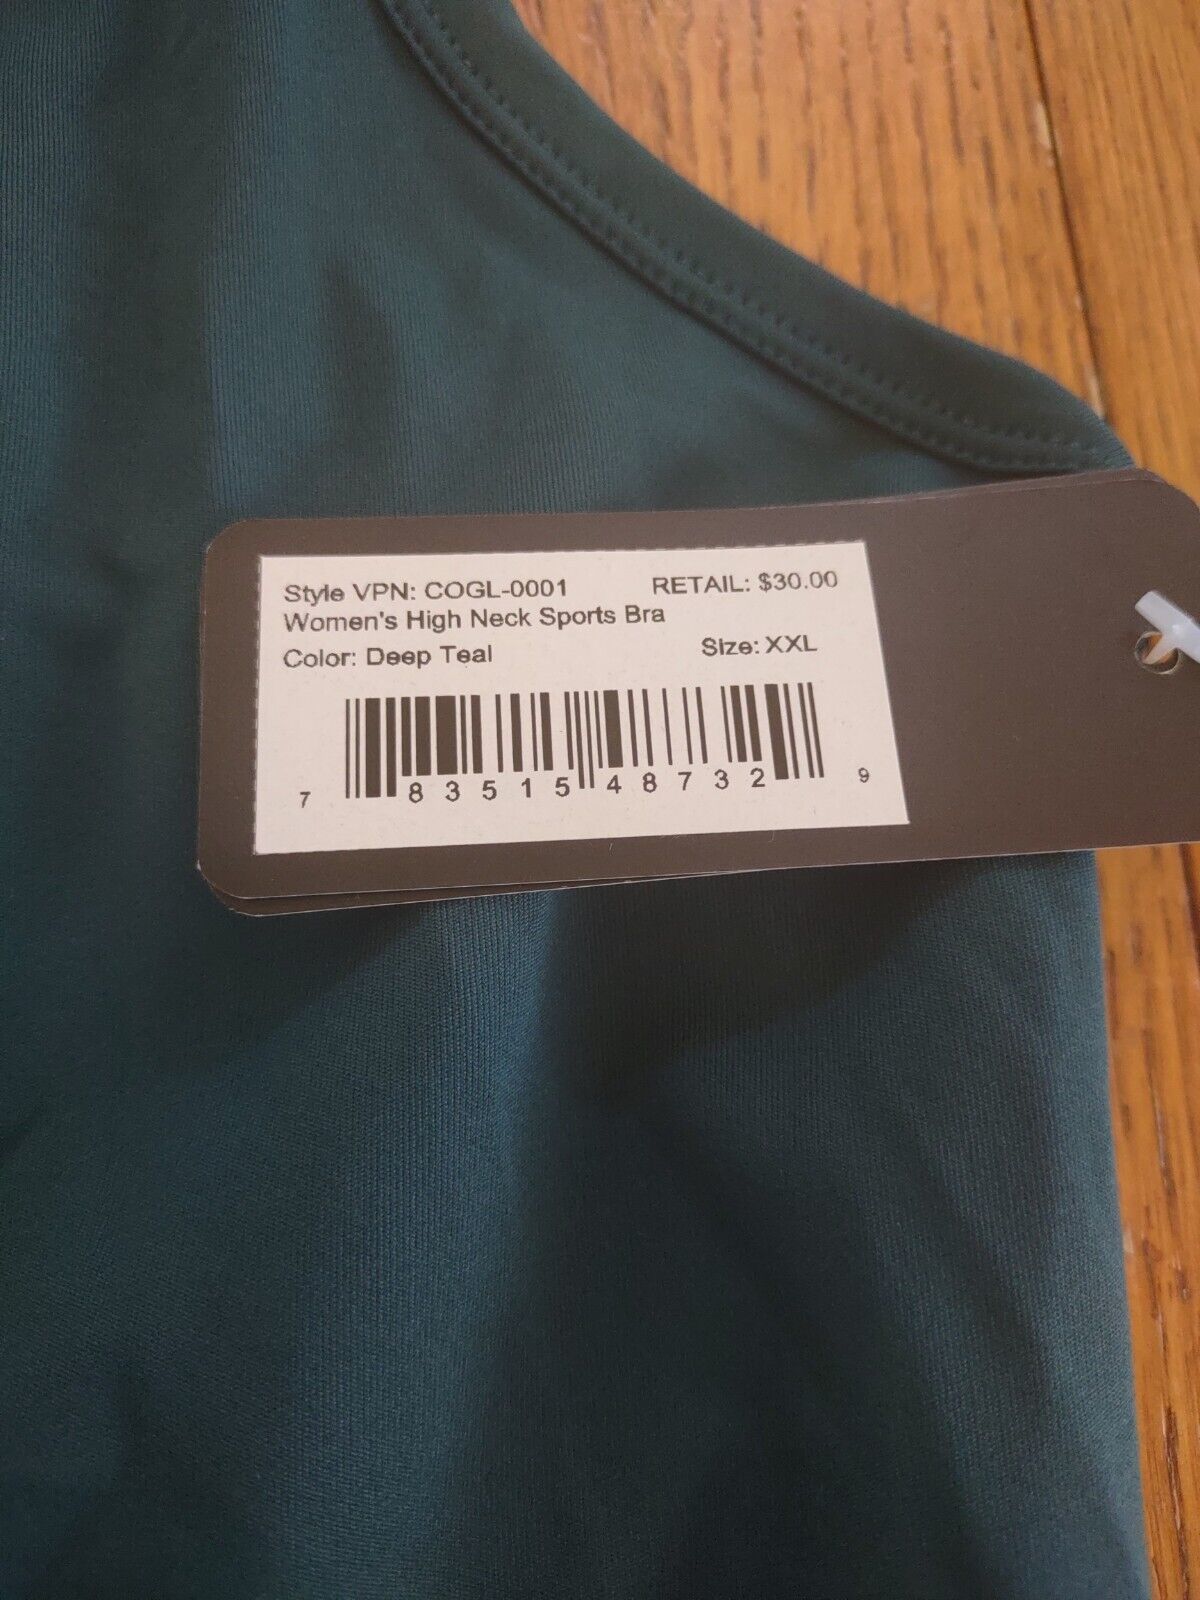 Style VPN: COGL-0001 RETAIL: $30.00
Women's High Neck Sports Bra
Color: Deep Teal Size: XXL
7 83515 48732 9